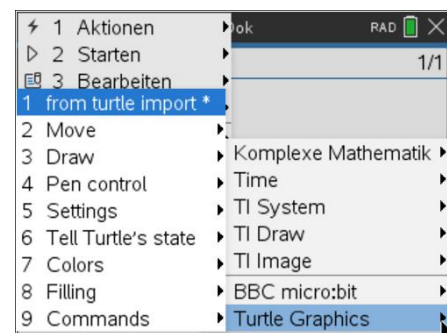 1 Aktionen
Dok
RAD
2 Starten
1/1
3 Bearbeiten
1 from turtle import *
2 Move
3 Draw
Komplexe Mathematik
4 Pen control
Time
5 Settings
TI System
6 Tell Turtle's state
TI Draw
7 Colors
TI Image
8 Filling
BBC micro:bit
9 Commands
Turtle Graphics